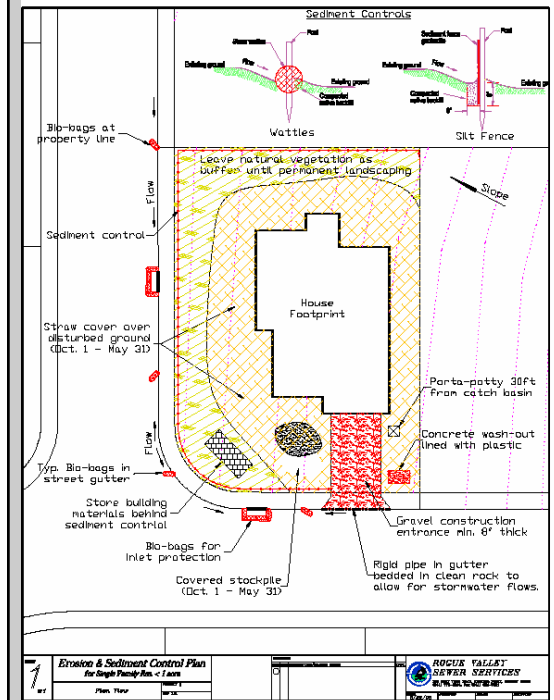 Sediment Controls
Post
Flow
Existing ground
Existing ground
Compacted
native backfill
Wattles
Sediment fence
Post
Existing ground
Flow
Compacted
native backfill
6"
Silt Fence
Bio-bags at
property line
Leave natural vegetation as
buffer until permanent landscaping
Slope
Flow
Sediment control
House
Footprint
Straw cover over
disturbed ground
(Oct. 1 - May 31)
Porta-potty 30ft
from catch basin
Concrete wash-out
lined with plastic
Flow
Typ. Bio-bags in
street gutter
Store building
materials behind
sediment control
Gravel construction
entrance min. 8" thick
Bio-bags for
inlet protection
Rigid pipe in gutter
bedded in clean rock to
allow for stormwater flows.
Covered stockpile
(Oct. 1 - May 31)
Erosion & Sediment Control Plan
for Single Family Res. < 1 acre
Plan View
ROGUE VALLEY
SEWER SERVICES